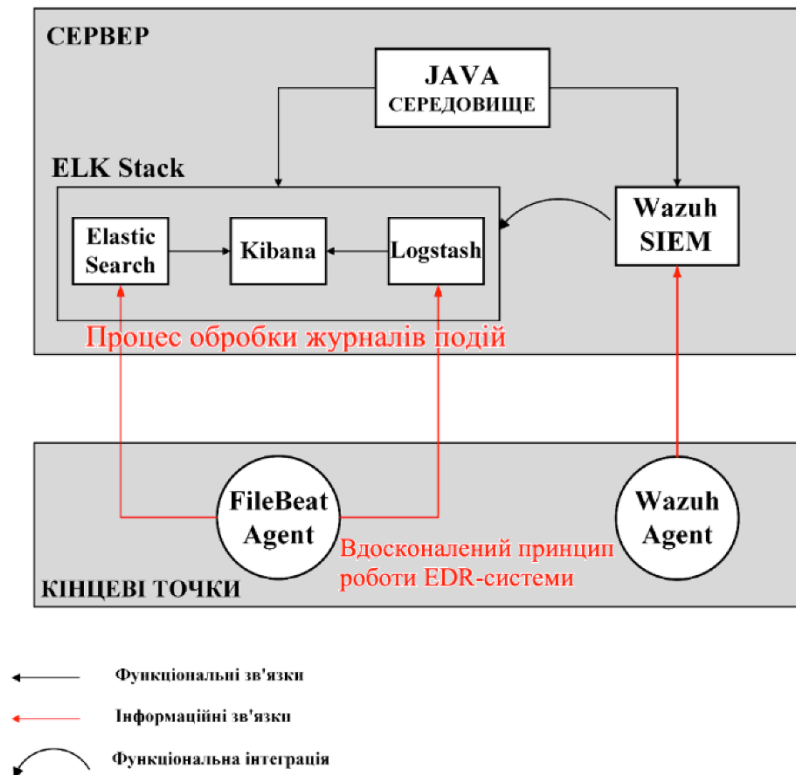 СЕРВЕР
JAVA
СЕРЕДОВИЩЕ
ELK Stack
Elastic
Search
Kibana
Logstash
Wazuh
SIEM
Процес обробки журналів подій
FileBeat
Agent
Wazuh
Agent
Вдосконалений принцип
роботи EDR-системи
КІНЦЕВІ ТОЧКИ
Функціональні зв'язки
Інформаційні зв'язки
Функціональна інтеграція